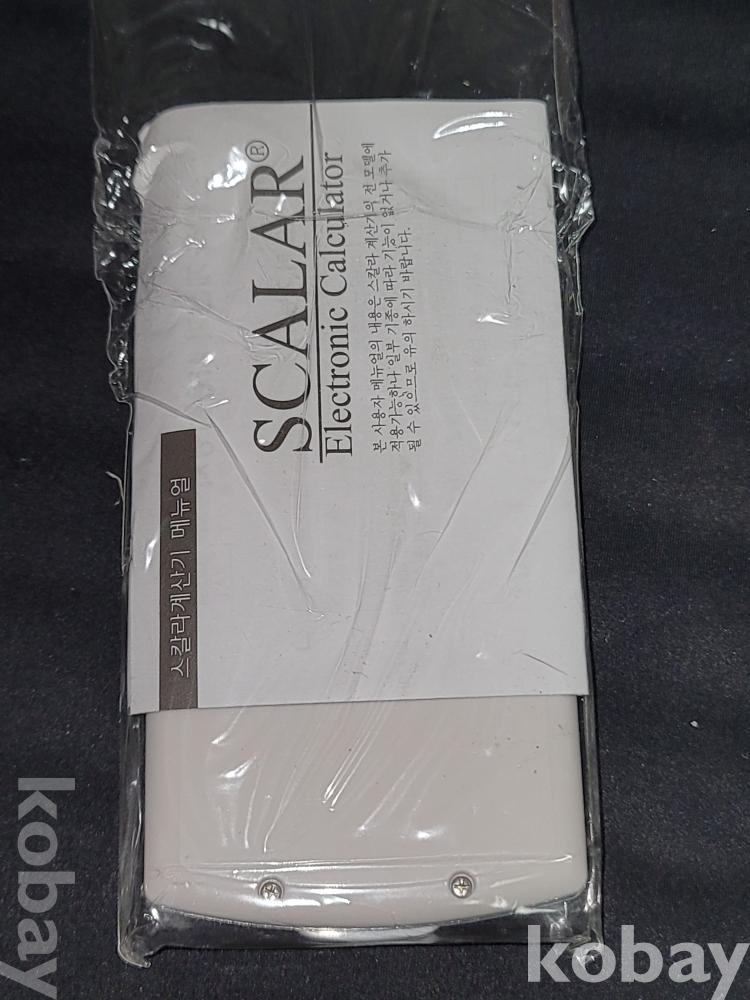 스칼라계산기 메뉴얼
SCALAR®
Electronic Calculator
본 사용자 메뉴얼의 내용은 스칼라 계산기의 전 모델에
적용가능하나 일부 기종에 따라 기능이 없거나 추가
될 수 있으므로 유의 하시기 바랍니다.
kobay
kobay